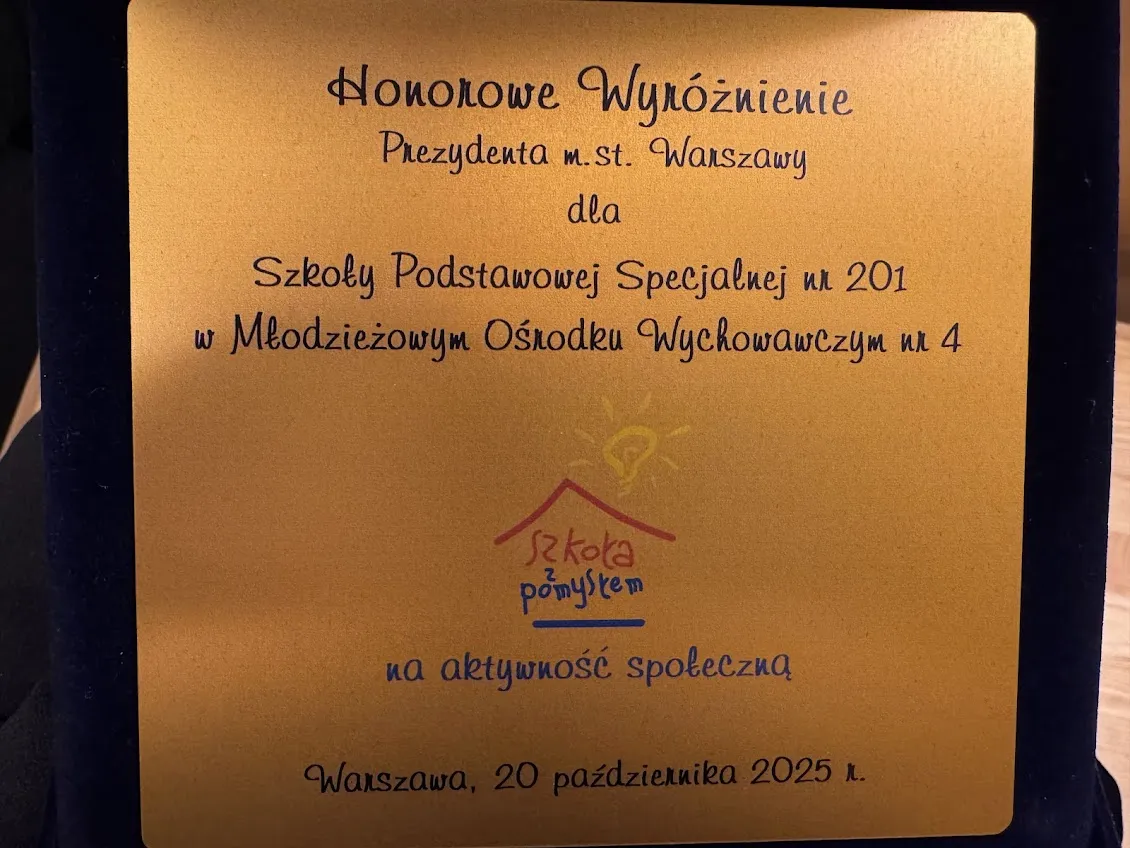 Honorowe Wyróżnienie
Prezydenta m.st. Warszawy
dla
Szkoły Podstawowej Specjalnej nr 201
w Młodzieżowym Ośrodku Wychowawczym nr 4
szkoła
z
pomysłem
na aktywność społeczną
Warszawa, 20 października 2025 r.